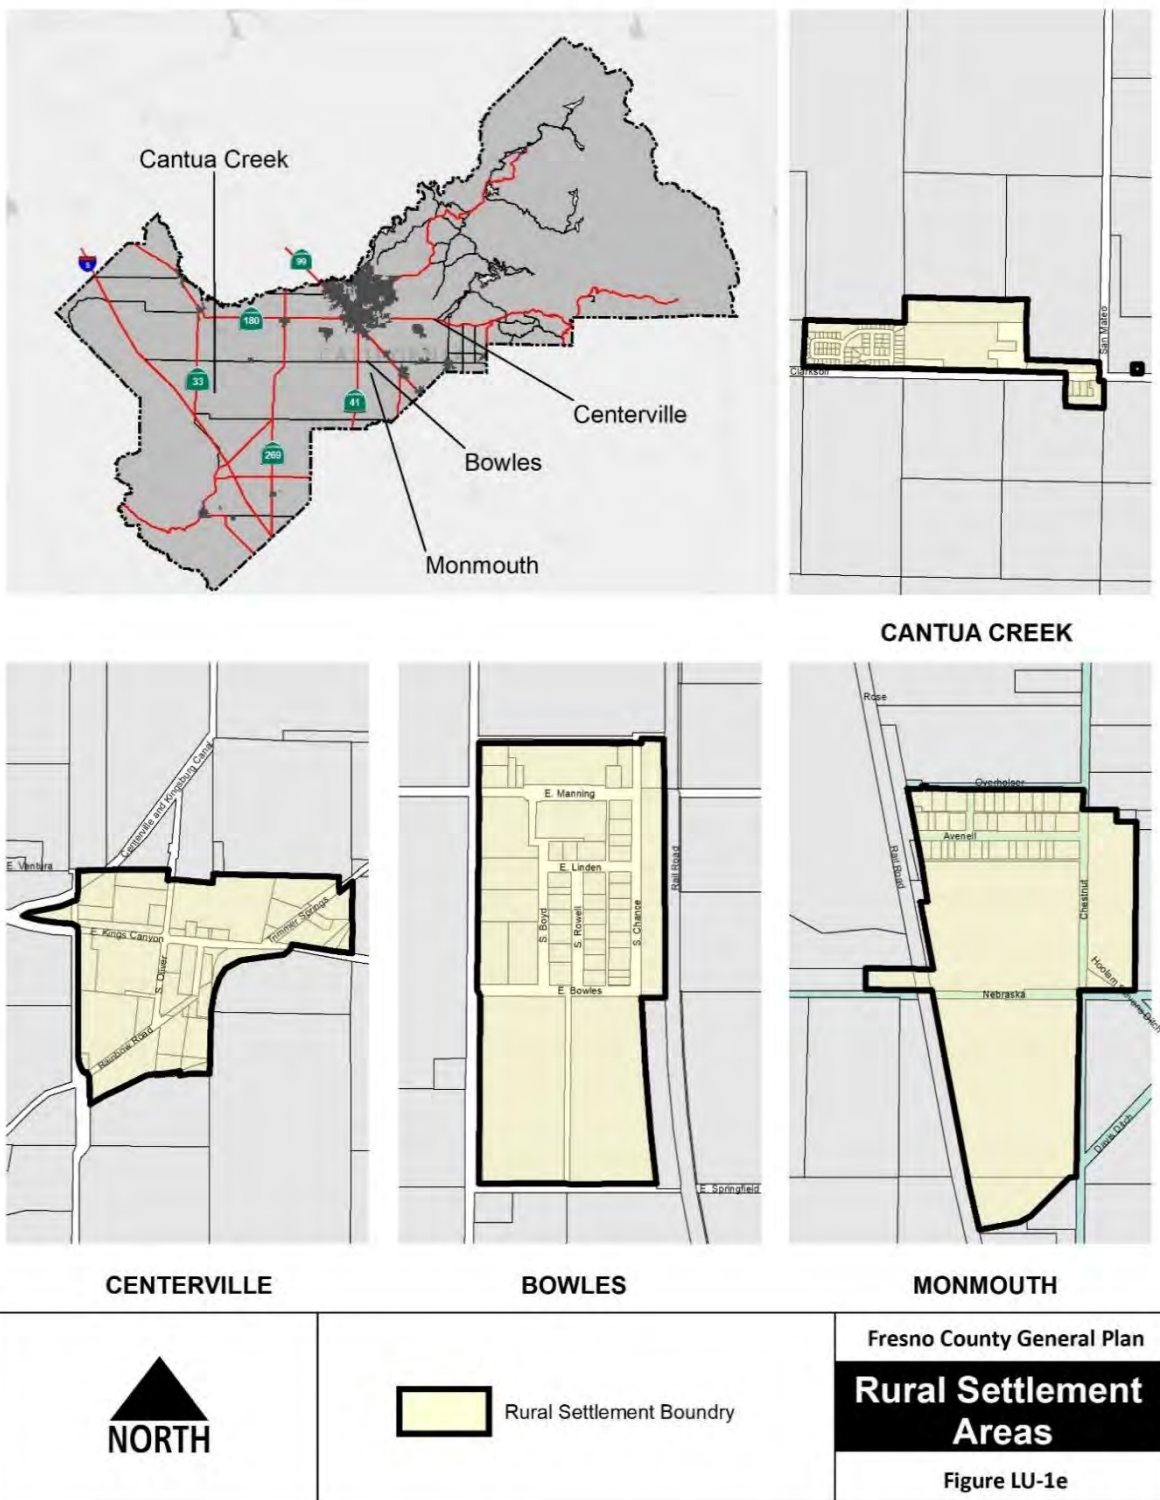 Cantua Creek
5
99
180
33
41
269
CALIFORNIA
Centerville
Bowles
Monmouth
San Mateo
Clarkson
CANTUA CREEK
Centerville and Kingsburg Canal
E. Ventura
E. Kings Canyon
Trimmer Springs
S. Oliver
Rainbow Road
E. Manning
E. Linden
S. Boyd
S. Rowell
S. Chance
Rail Road
E. Bowles
E. Springfield
Rose
Overholser
Avenell
Rail Road
Chestnut
Nebraska
Davis Ditch
CENTERVILLE
BOWLES
MONMOUTH
NORTH
Rural Settlement Boundry
Fresno County General Plan
Rural Settlement
Areas
Figure LU-1e